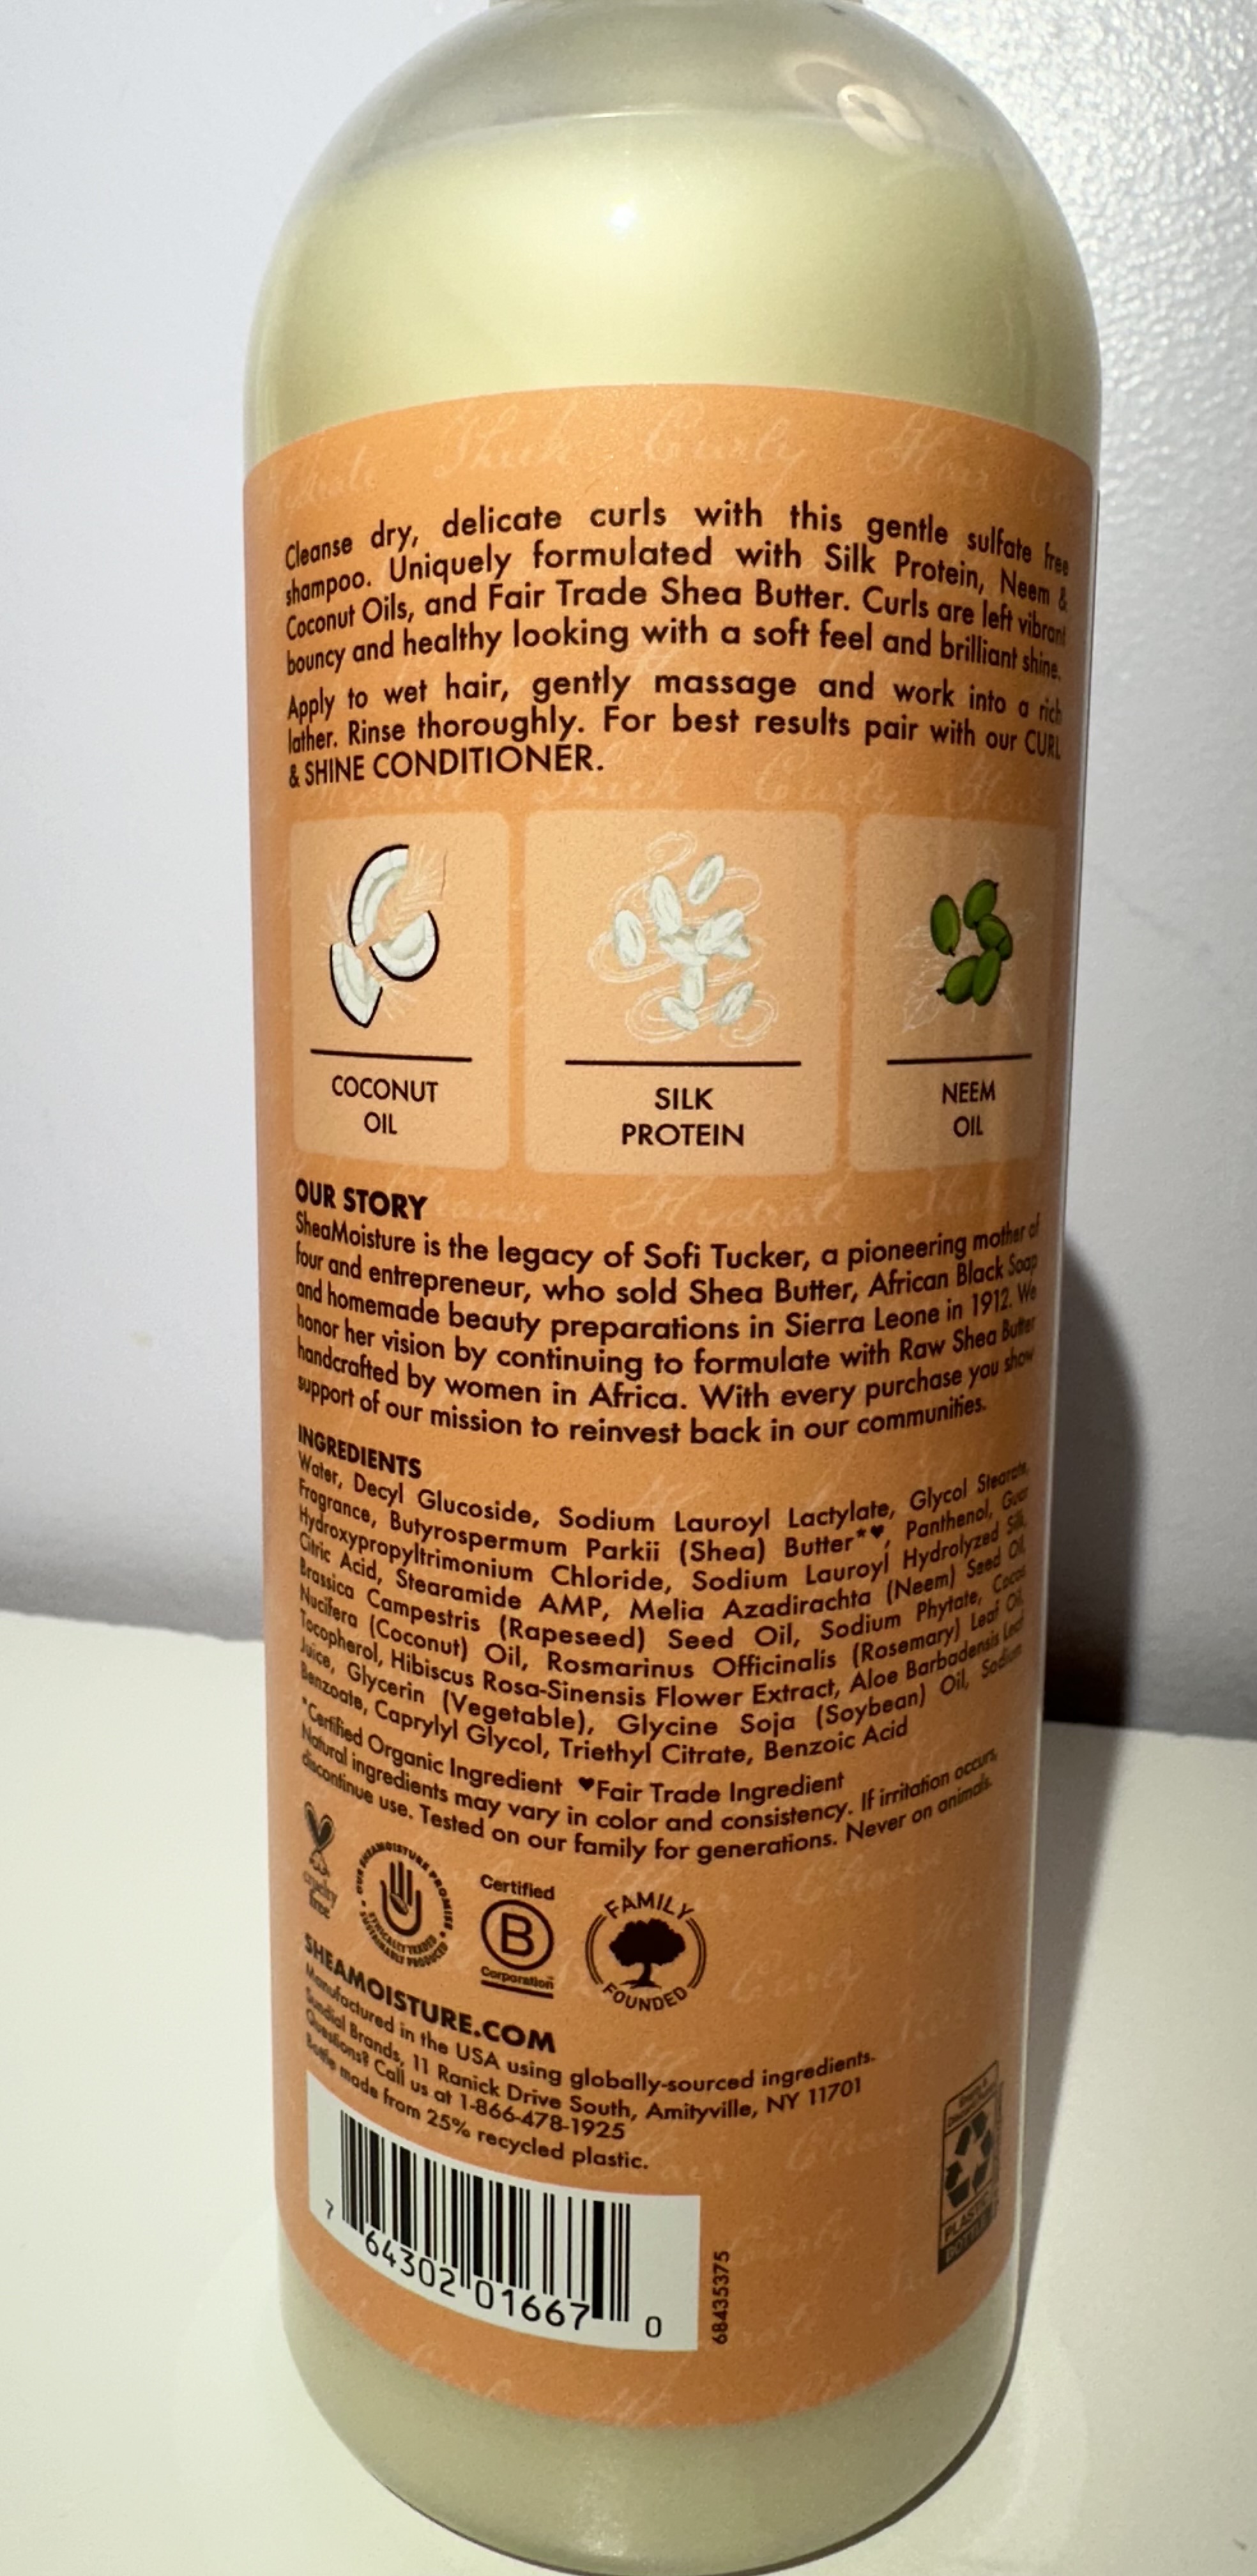 Cleanse dry, delicate curls with this gentle sulfate free
shampoo. Uniquely formulated with Silk Protein, Neem &
Coconut Oils, and Fair Trade Shea Butter. Curls are left vibrant
bouncy and healthy looking with a soft feel and brilliant shine.
Apply to wet hair, gently massage and work into a rich
lather. Rinse thoroughly. For best results pair with our CURL
& SHINE CONDITIONER.
COCONUT
OIL
SILK
PROTEIN
NEEM
OIL
OUR STORY
SheaMoisture is the legacy of Sofi Tucker, a pioneering mother of
four and entrepreneur, who sold Shea Butter, African Black Soap
and homemade beauty preparations in Sierra Leone in 1912. We
honor her vision by continuing to formulate with Raw Shea Butter
handcrafted by women in Africa. With every purchase you show
support of our mission to reinvest back in our communities.
INGREDIENTS
Water, Decyl Glucoside, Sodium Lauroyl Lactylate, Glycol Stearate,
Fragrance, Butyrospermum Parkii (Shea) Butter*♥, Panthenol, Guar
Hydroxypropyltrimonium Chloride, Sodium Lauroyl Hydrolyzed Silk,
Citric Acid, Stearamide AMP, Melia Azadirachta (Neem) Seed Oil,
Brassica Campestris (Rapeseed) Seed Oil, Sodium Phytate, Cocos
Nucifera (Coconut) Oil, Rosmarinus Officinalis (Rosemary) Leaf Oil,
Tocopherol, Hibiscus Rosa-Sinensis Flower Extract, Aloe Barbadensis Leaf
Juice, Glycerin (Vegetable), Glycine Soja (Soybean) Oil, Sodium
Benzoate, Caprylyl Glycol, Triethyl Citrate, Benzoic Acid
*Certified Organic Ingredient ♥Fair Trade Ingredient
Natural ingredients may vary in color and consistency. If irritation occurs,
discontinue use. Tested on our family for generations. Never on animals.
cruelty
free
OUR SHEAMOISTURE PROMISE
ETHICALLY TRADED
SUSTAINABLY PRODUCED
Certified
B
Corporation
FAMILY
FOUNDED
SHEAMOISTURE.COM
Manufactured in the USA using globally-sourced ingredients.
Sundial Brands, 11 Ranick Drive South, Amityville, NY 11701
Questions? Call us at 1-866-478-1925
Bottle made from 25% recycled plastic.
7 64302 01667 0
68435375
PLASTIC
BOTTLE